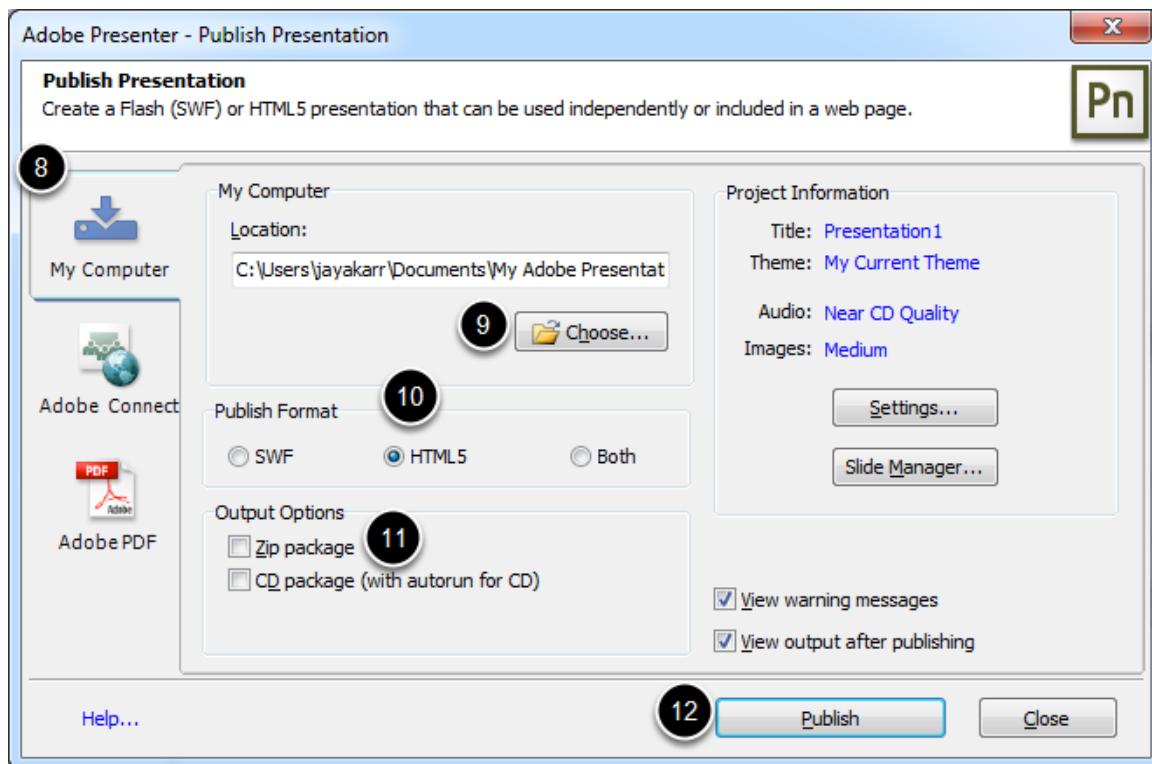 Adobe Presenter - Publish Presentation
Publish Presentation
Create a Flash (SWF) or HTML5 presentation that can be used independently or included in a web page.
Pn
8
My Computer
Adobe Connect
PDF
Adobe
Adobe PDF
My Computer
Location:
C:\Users\jayakarr\Documents\My Adobe Presentat
9
Choose...
10
Publish Format
SWF
HTML5
Both
Output Options
Zip package
11
CD package (with autorun for CD)
Project Information
Title: Presentation1
Theme: My Current Theme
Audio: Near CD Quality
Images: Medium
Settings...
Slide Manager...
View warning messages
View output after publishing
Help...
12
Publish
Close